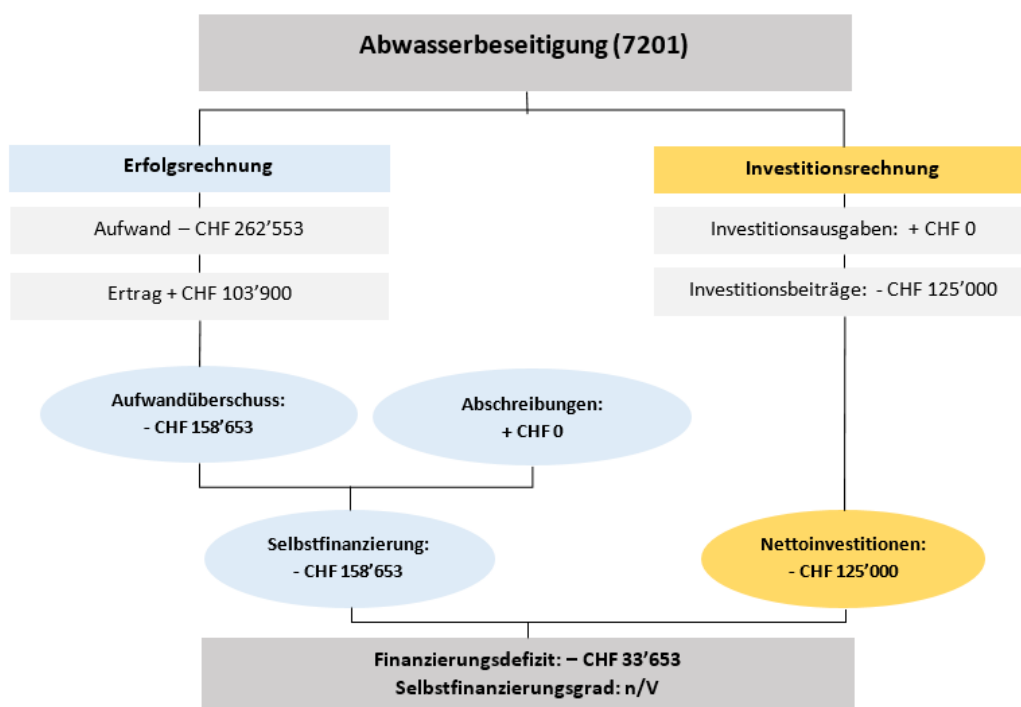 Abwasserbeseitigung (7201)
Erfolgsrechnung
Aufwand – CHF 262’553
Ertrag + CHF 103’900
Aufwandüberschuss:
- CHF 158’653
Abschreibungen:
+ CHF 0
Selbstfinanzierung:
- CHF 158’653
Investitionsrechnung
Investitionsausgaben: + CHF 0
Investitionsbeiträge: - CHF 125’000
Nettoinvestitionen:
- CHF 125’000
Finanzierungsdefizit: – CHF 33’653
Selbstfinanzierungsgrad: n/V